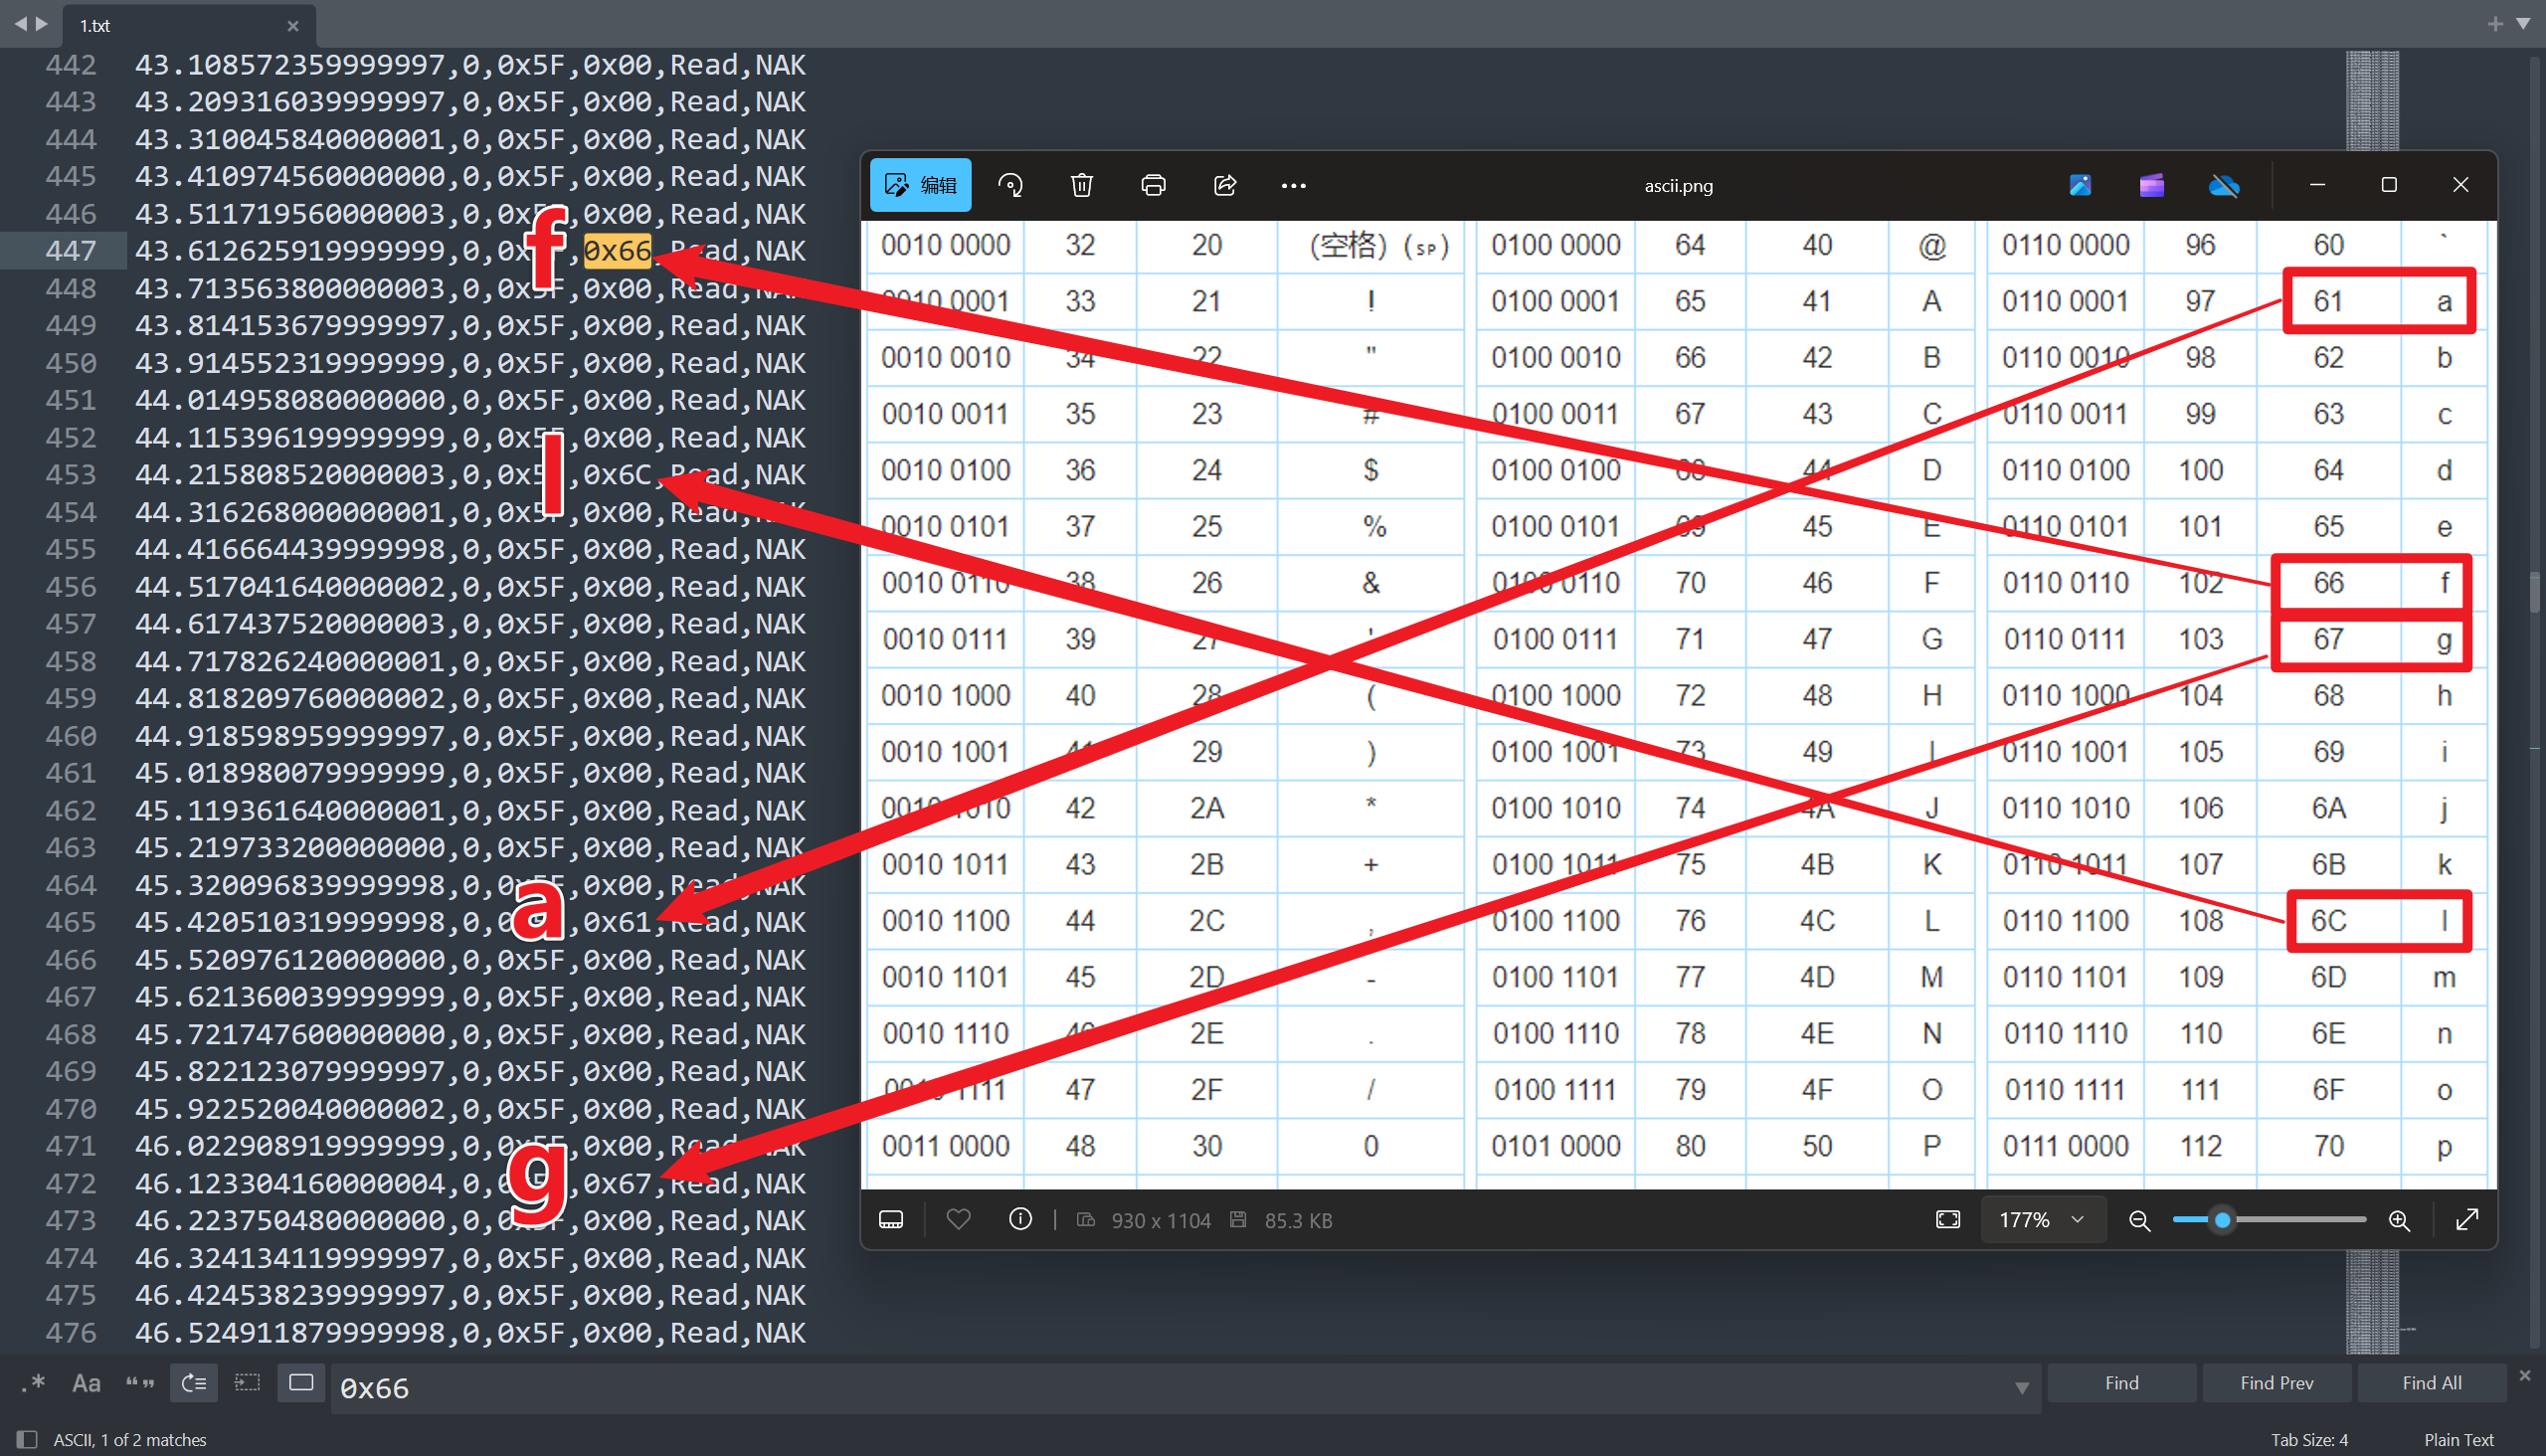 1.txt
442 43.108572359999997,0,0x5F,0x00,Read,NAK
443 43.209316039999997,0,0x5F,0x00,Read,NAK
444 43.310045840000001,0,0x5F,0x00,Read,NAK
445 43.410974560000000,0,0x5F,0x00,Read,NAK
446 43.511719560000003,0,0x5F,0x00,Read,NAK
447 43.612625919999999,0,0x5F,0x66,Read,NAK
448 43.713563800000003,0,0x5F,0x00,Read,NAK
449 43.814153679999997,0,0x5F,0x00,Read,NAK
450 43.914552319999999,0,0x5F,0x00,Read,NAK
451 44.014958080000000,0,0x5F,0x00,Read,NAK
452 44.115396199999999,0,0x5F,0x00,Read,NAK
453 44.215808520000003,0,0x5F,0x6C,Read,NAK
454 44.316268000000001,0,0x5F,0x00,Read,NAK
455 44.416664439999998,0,0x5F,0x00,Read,NAK
456 44.517041640000002,0,0x5F,0x00,Read,NAK
457 44.617437520000003,0,0x5F,0x00,Read,NAK
458 44.717826240000001,0,0x5F,0x00,Read,NAK
459 44.818209760000002,0,0x5F,0x00,Read,NAK
460 44.918598959999997,0,0x5F,0x00,Read,NAK
461 45.018980079999999,0,0x5F,0x00,Read,NAK
462 45.119361640000001,0,0x5F,0x00,Read,NAK
463 45.219733200000000,0,0x5F,0x00,Read,NAK
464 45.320096839999998,0,0x5F,0x00,Read,NAK
465 45.420510319999998,0,0x5F,0x61,Read,NAK
466 45.520976120000000,0,0x5F,0x00,Read,NAK
467 45.621360039999999,0,0x5F,0x00,Read,NAK
468 45.721747600000000,0,0x5F,0x00,Read,NAK
469 45.822123079999997,0,0x5F,0x00,Read,NAK
470 45.922520040000002,0,0x5F,0x00,Read,NAK
471 46.022908919999999,0,0x5F,0x00,Read,NAK
472 46.123304160000004,0,0x5F,0x67,Read,NAK
473 46.223750480000000,0,0x5F,0x00,Read,NAK
474 46.324134119999997,0,0x5F,0x00,Read,NAK
475 46.424538239999997,0,0x5F,0x00,Read,NAK
476 46.524911879999998,0,0x5F,0x00,Read,NAK
f
l
a
g
编辑
ascii.png
0010 0000 32 20 (空格) (SP) 0100 0000 64 40 @ 0110 0000 96 60 `
0010 0001 33 21 ! 0100 0001 65 41 A 0110 0001 97 61 a
0010 0010 34 22 " 0100 0010 66 42 B 0110 0010 98 62 b
0010 0011 35 23 # 0100 0011 67 43 C 0110 0011 99 63 c
0010 0100 36 24 $ 0100 0100 68 44 D 0110 0100 100 64 d
0010 0101 37 25 % 0100 0101 69 45 E 0110 0101 101 65 e
0010 0110 38 26 & 0100 0110 70 46 F 0110 0110 102 66 f
0010 0111 39 27 ' 0100 0111 71 47 G 0110 0111 103 67 g
0010 1000 40 28 ( 0100 1000 72 48 H 0110 1000 104 68 h
0010 1001 41 29 ) 0100 1001 73 49 I 0110 1001 105 69 i
0010 1010 42 2A * 0100 1010 74 4A J 0110 1010 106 6A j
0010 1011 43 2B + 0100 1011 75 4B K 0110 1011 107 6B k
0010 1100 44 2C , 0100 1100 76 4C L 0110 1100 108 6C l
0010 1101 45 2D - 0100 1101 77 4D M 0110 1101 109 6D m
0010 1110 46 2E . 0100 1110 78 4E N 0110 1110 110 6E n
0010 1111 47 2F / 0100 1111 79 4F O 0110 1111 111 6F o
0011 0000 48 30 0 0101 0000 80 50 P 0111 0000 112 70 p
930 x 1104 85.3 KB 177%
.* Aa “” 0x66 Find Find Prev Find All
ASCII, 1 of 2 matches Tab Size: 4 Plain Text